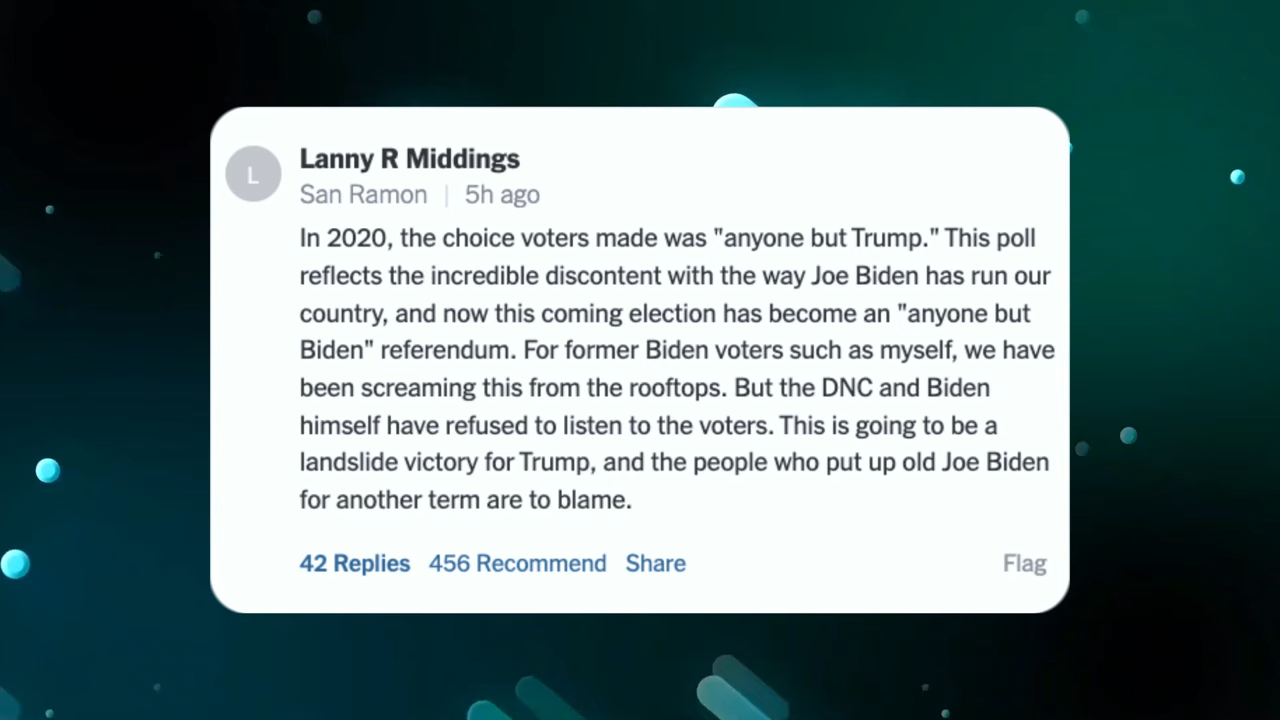 L
Lanny R Middings
San Ramon | 5h ago
In 2020, the choice voters made was "anyone but Trump." This poll
reflects the incredible discontent with the way Joe Biden has run our
country, and now this coming election has become an "anyone but
Biden" referendum. For former Biden voters such as myself, we have
been screaming this from the rooftops. But the DNC and Biden
himself have refused to listen to the voters. This is going to be a
landslide victory for Trump, and the people who put up old Joe Biden
for another term are to blame.
42 Replies 456 Recommend Share Flag